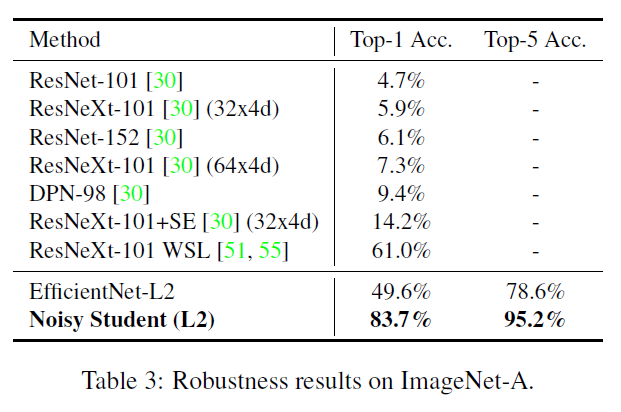 Method Top-1 Acc. Top-5 Acc.
ResNet-101 [30] 4.7% -
ResNeXt-101 [30] (32x4d) 5.9% -
ResNet-152 [30] 6.1% -
ResNeXt-101 [30] (64x4d) 7.3% -
DPN-98 [30] 9.4% -
ResNeXt-101+SE [30] (32x4d) 14.2% -
ResNeXt-101 WSL [51, 55] 61.0% -
EfficientNet-L2 49.6% 78.6%
Noisy Student (L2) 83.7% 95.2%
Table 3: Robustness results on ImageNet-A.